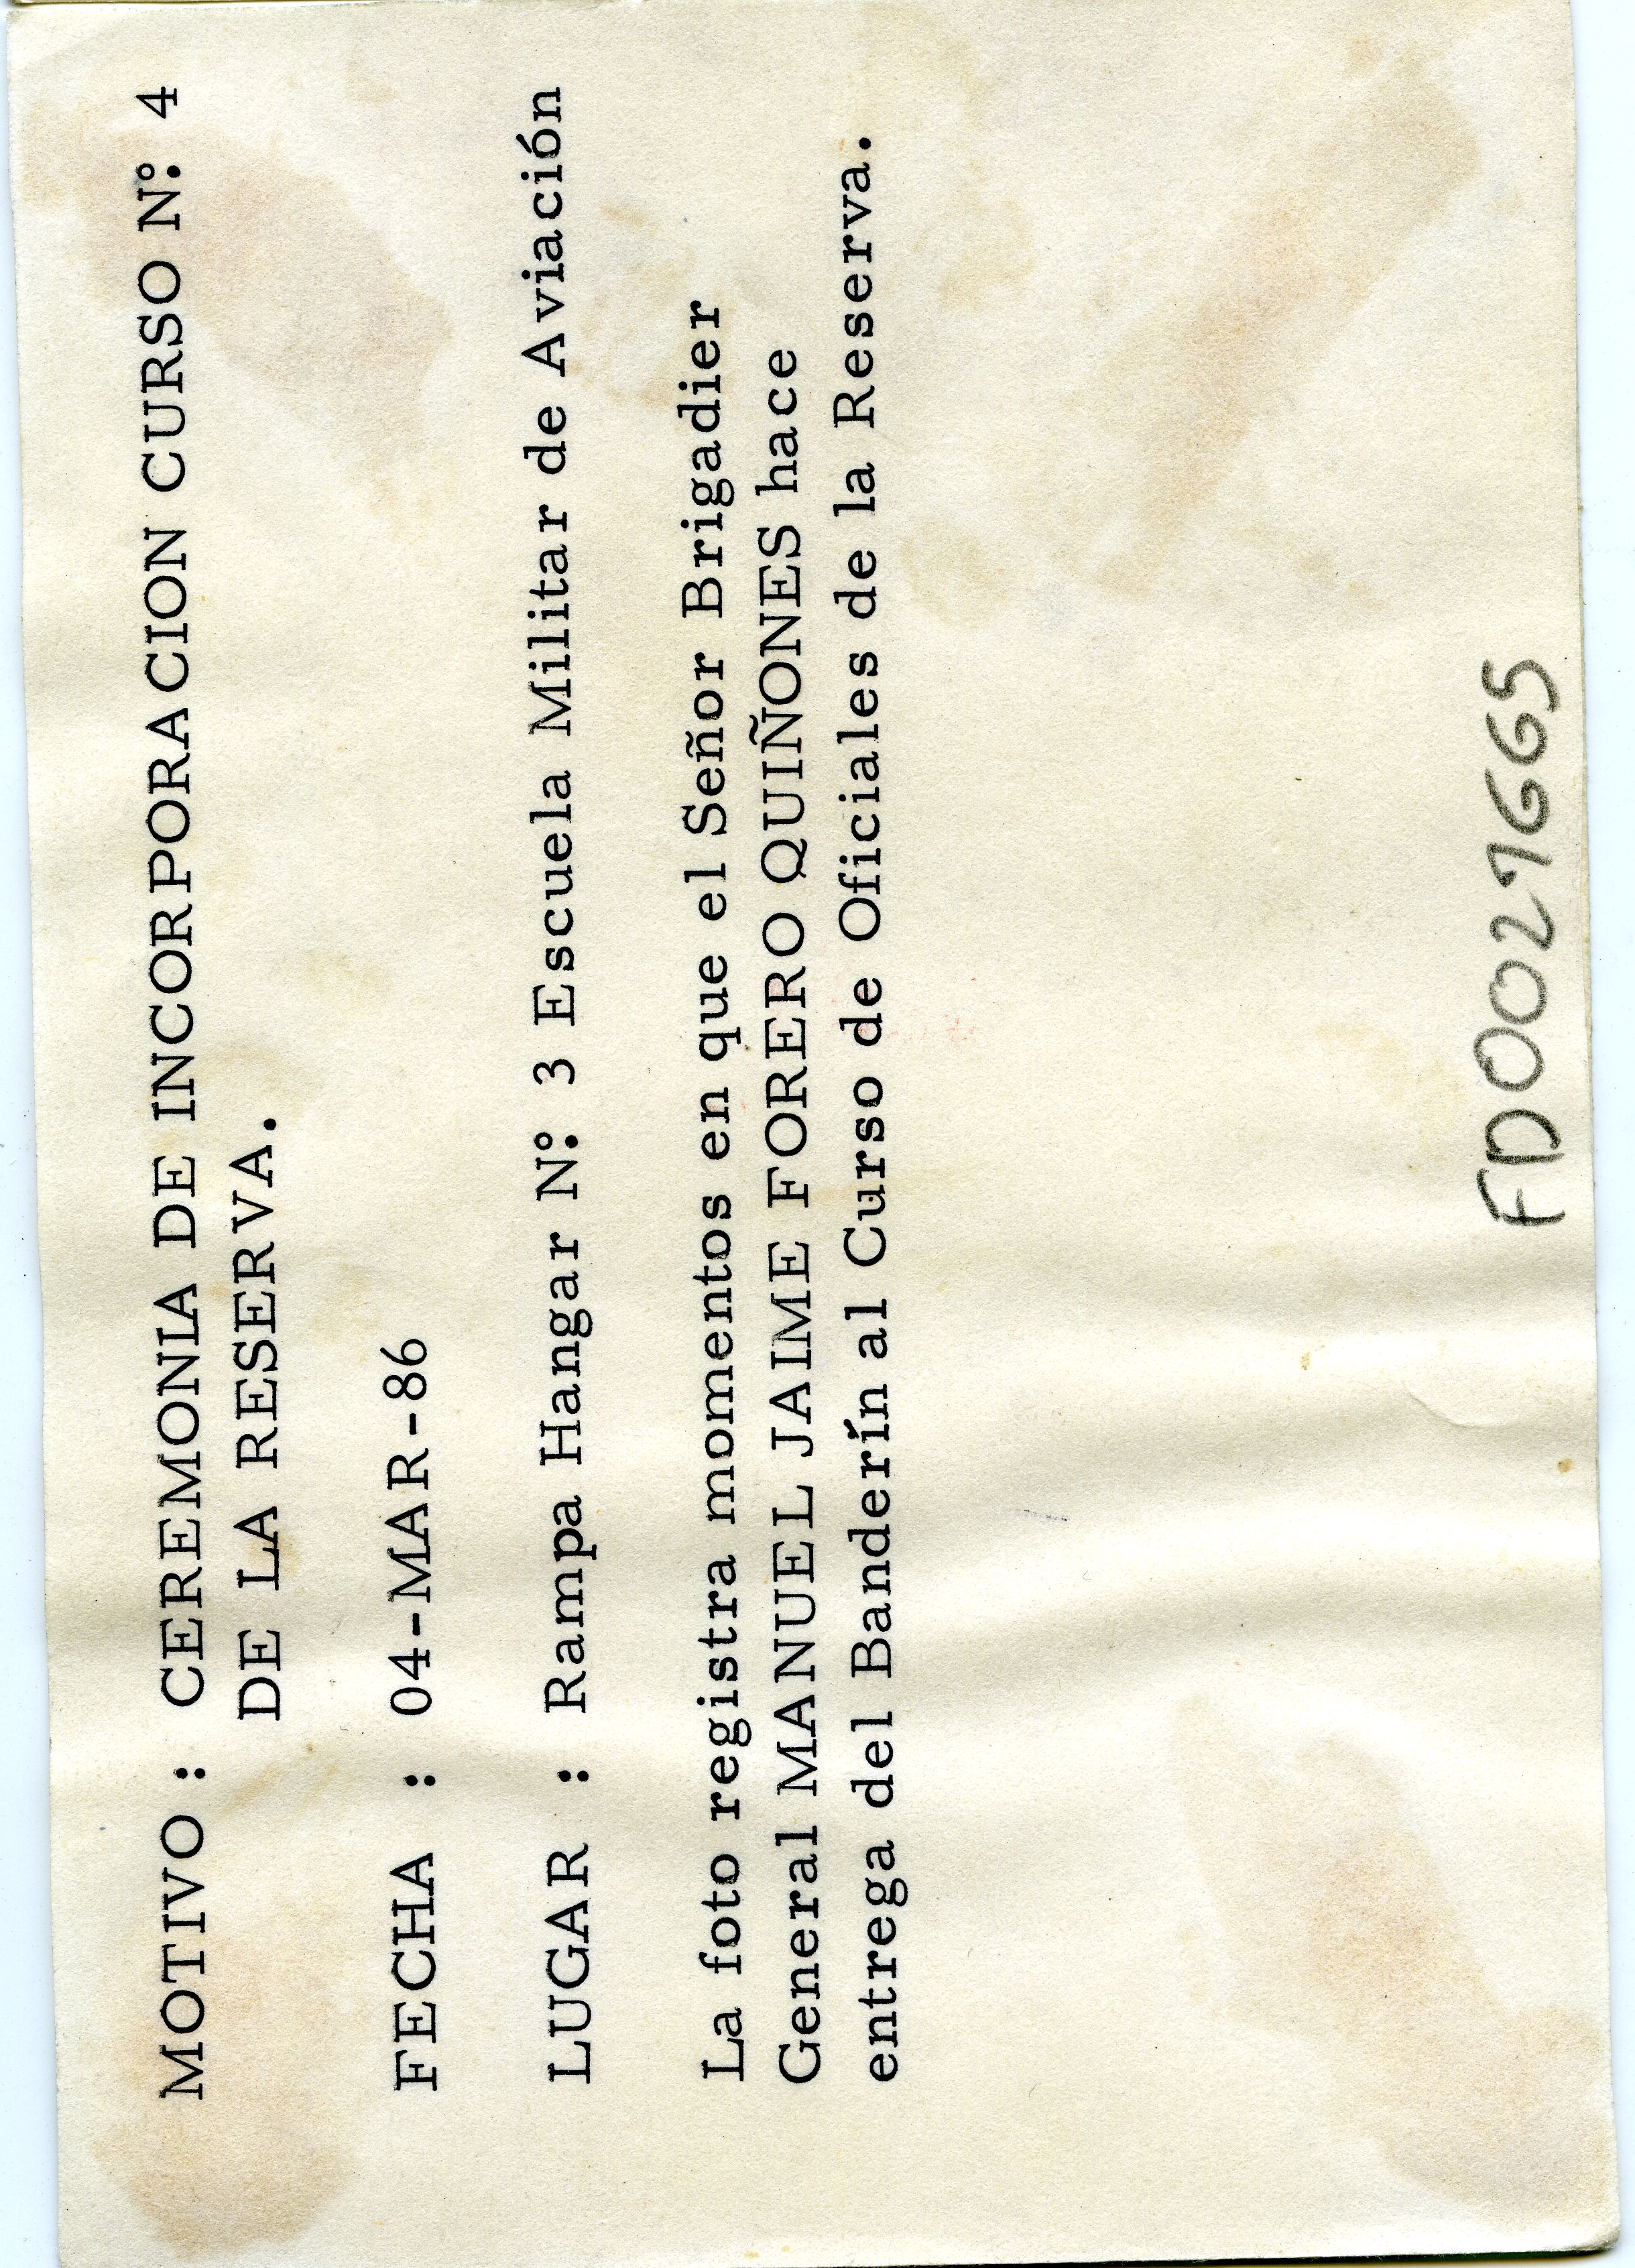 MOTIVO : CEREMONIA DE INCORPORACION CURSO Nº: 4
DE LA RESERVA.
FECHA : 04-MAR-86
LUGAR : Rampa Hangar Nº: 3 Escuela Militar de Aviación
La foto registra momentos en que el Señor Brigadier
General MANUEL JAIME FORERO QUIÑONES hace
entrega del Banderín al Curso de Oficiales de la Reserva.
FD0021665